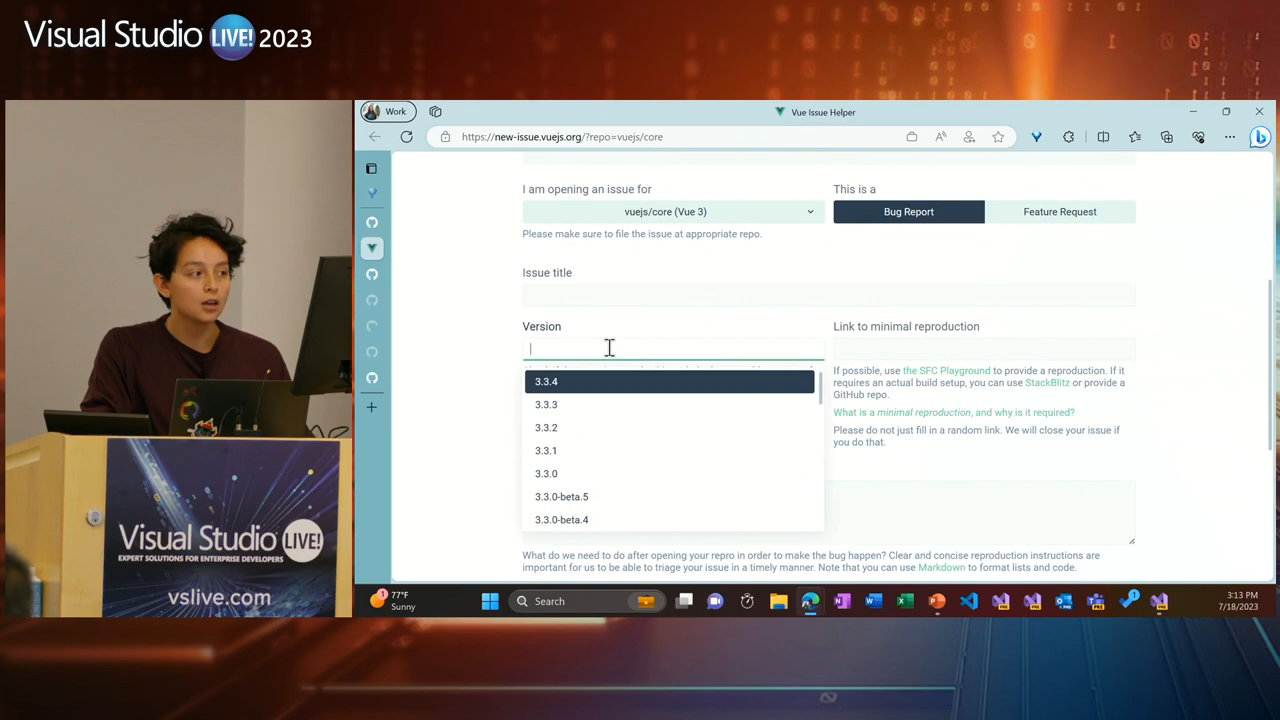 Visual Studio LIVE! 2023
Work
Vue Issue Helper
https://new-issue.vuejs.org/?repo=vuejs/core
I am opening an issue for
This is a
vuejs/core (Vue 3)
Bug Report
Feature Request
Please make sure to file the issue at appropriate repo.
Issue title
Version
Link to minimal reproduction
3.3.4
3.3.3
3.3.2
3.3.1
3.3.0
3.3.0-beta.5
3.3.0-beta.4
If possible, use the SFC Playground to provide a reproduction. If it
requires an actual build setup, you can use StackBlitz or provide a
GitHub repo.
What is a minimal reproduction, and why is it required?
Please do not just fill in a random link. We will close your issue if
you do that.
What do we need to do after opening your repro in order to make the bug happen? Clear and concise reproduction instructions are
important for us to be able to triage your issue in a timely manner. Note that you can use Markdown to format lists and code.
Visual Studio LIVE!
EXPERT SOLUTIONS FOR ENTERPRISE DEVELOPERS
vslive.com
1
77°F
Sunny
Search
3:13 PM
7/18/2023